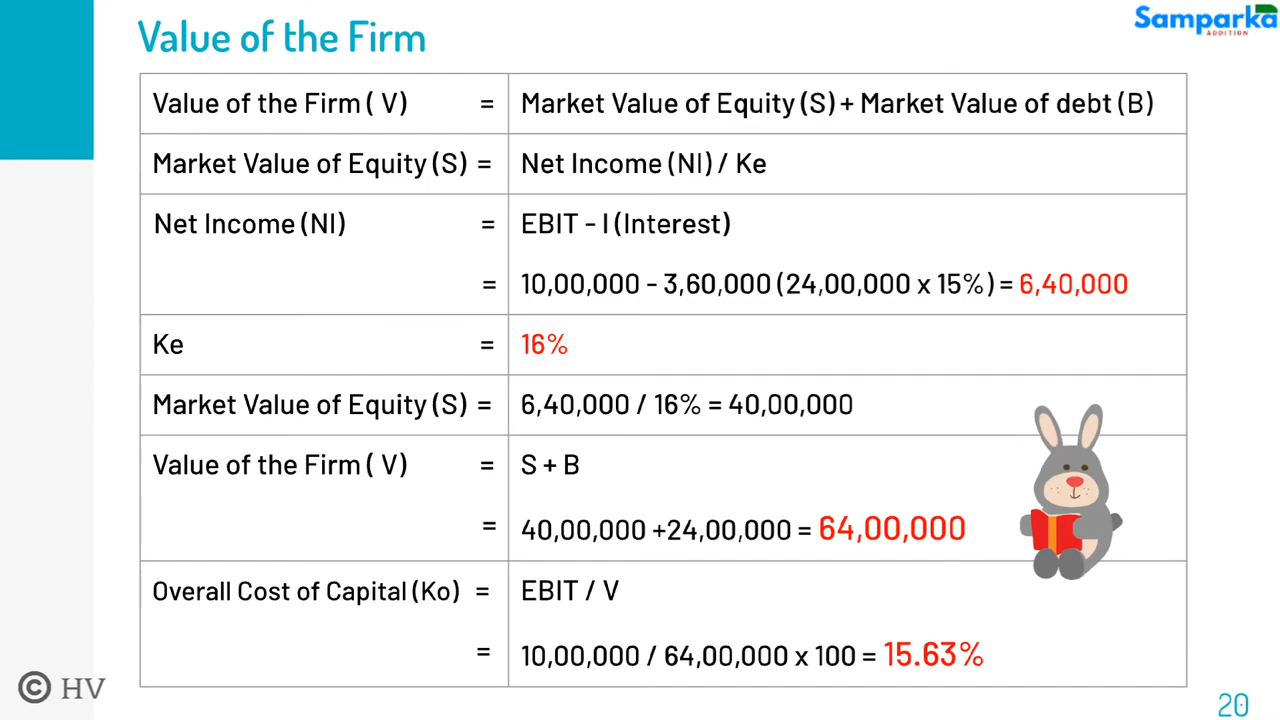 Value of the Firm
Samparka
ADDITION
Value of the Firm ( V) = Market Value of Equity (S) + Market Value of debt (B)
Market Value of Equity (S) = Net Income (NI) / Ke
Net Income (NI) = EBIT - I (Interest)
= 10,00,000 - 3,60,000 (24,00,000 x 15%) = 6,40,000
Ke = 16%
Market Value of Equity (S) = 6,40,000 / 16% = 40,00,000
Value of the Firm ( V) = S + B
= 40,00,000 +24,00,000 = 64,00,000
Overall Cost of Capital (Ko) = EBIT / V
= 10,00,000 / 64,00,000 x 100 = 15.63%
© HV
20